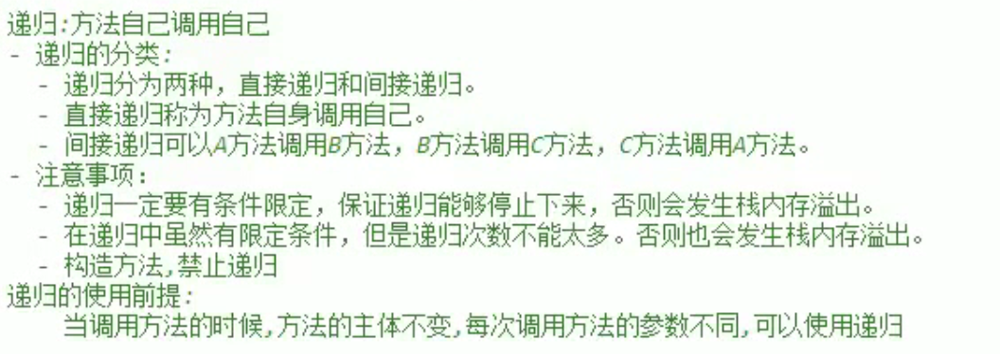 递归:方法自己调用自己
- 递归的分类:
- 递归分为两种，直接递归和间接递归。
- 直接递归称为方法自身调用自己。
- 间接递归可以A方法调用B方法，B方法调用C方法，C方法调用A方法。
- 注意事项：
- 递归一定要有条件限定，保证递归能够停止下来，否则会发生栈内存溢出。
- 在递归中虽然有限定条件，但是递归次数不能太多。否则也会发生栈内存溢出。
- 构造方法,禁止递归
递归的使用前提:
当调用方法的时候,方法的主体不变,每次调用方法的参数不同,可以使用递归